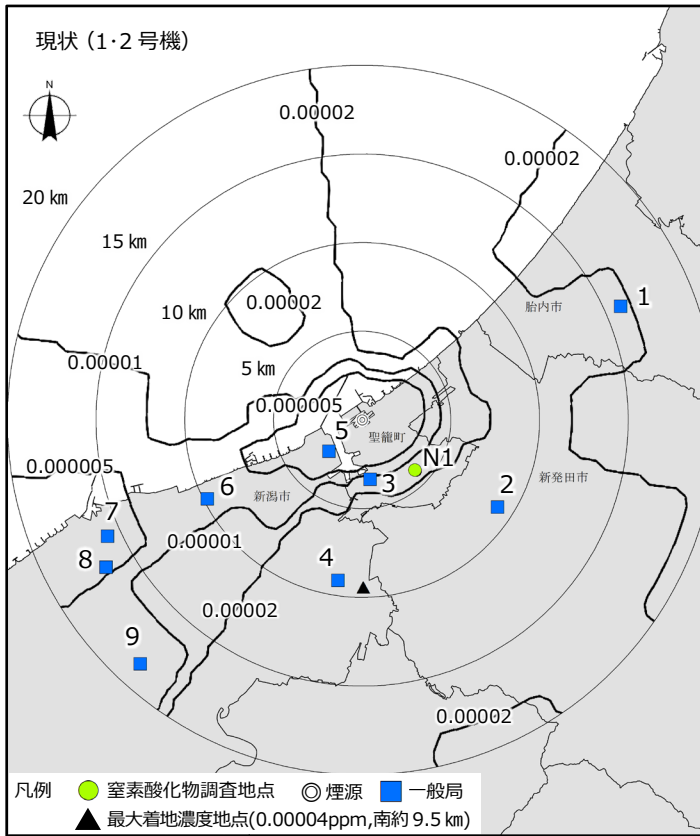 現状 (1･2 号機)
N
0.00002
0.00002
20 km
15 km
10 km
0.00002
1
胎内市
0.00001
5 km
0.000005
5
聖籠町
N1
0.000005
3
新発田市
6
新潟市
2
7
0.00001
8
4
0.00002
9
0.00002
凡例
窒素酸化物調査地点
煙源
一般局
最大着地濃度地点(0.00004ppm,南約 9.5 km)